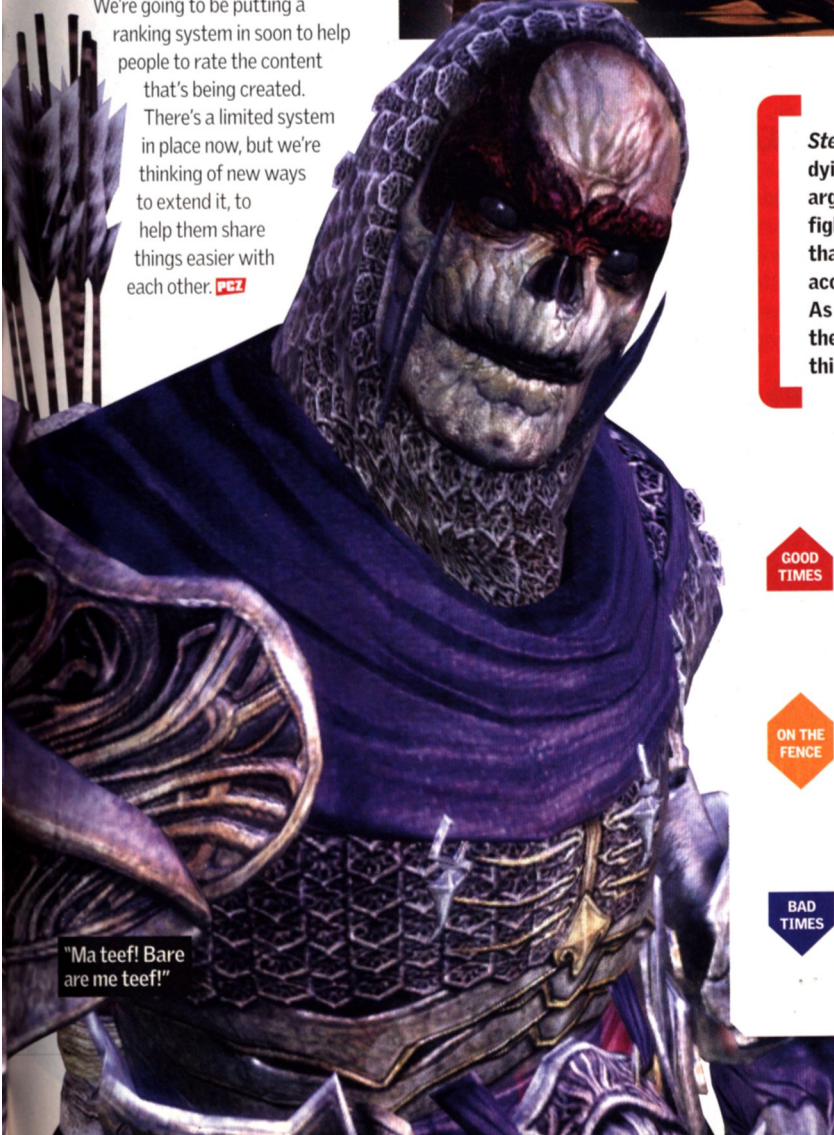 We're going to be putting a
ranking system in soon to help
people to rate the content
that's being created.
There's a limited system
in place now, but we're
thinking of new ways
to extend it, to
help them share
things easier with
each other. PCZ
GOOD
TIMES
ON THE
FENCE
BAD
TIMES
"Ma teef! Bare
are me teef!"